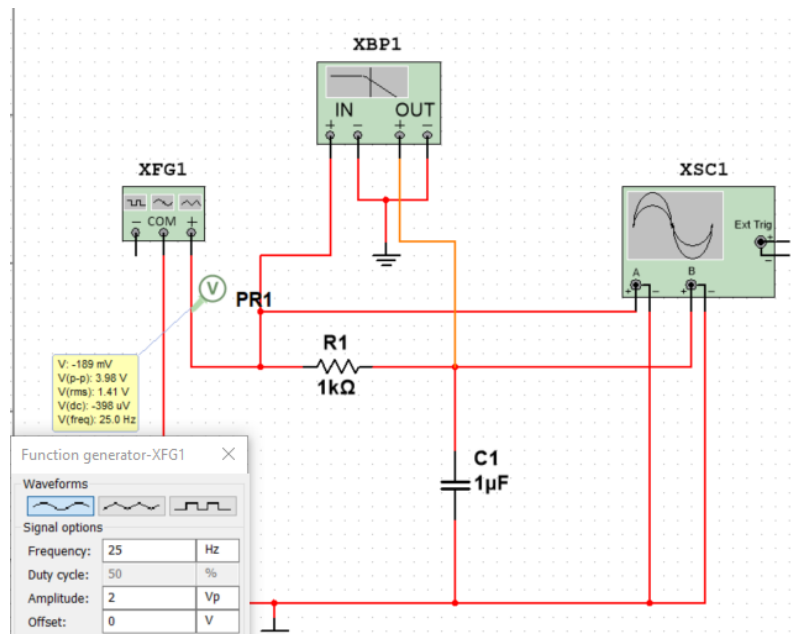 XBP1
IN OUT
+ − + −
XFG1
− COM +
XSC1
Ext Trig
+
−
A B
+ − + −
V
PR1
R1
1kΩ
V: -189 mV
V(p-p): 3.98 V
V(rms): 1.41 V
V(dc): -398 uV
V(freq): 25.0 Hz
C1
1µF
Function generator-XFG1
Waveforms
Signal options
Frequency: 25 Hz
Duty cycle: 50 %
Amplitude: 2 Vp
Offset: 0 V